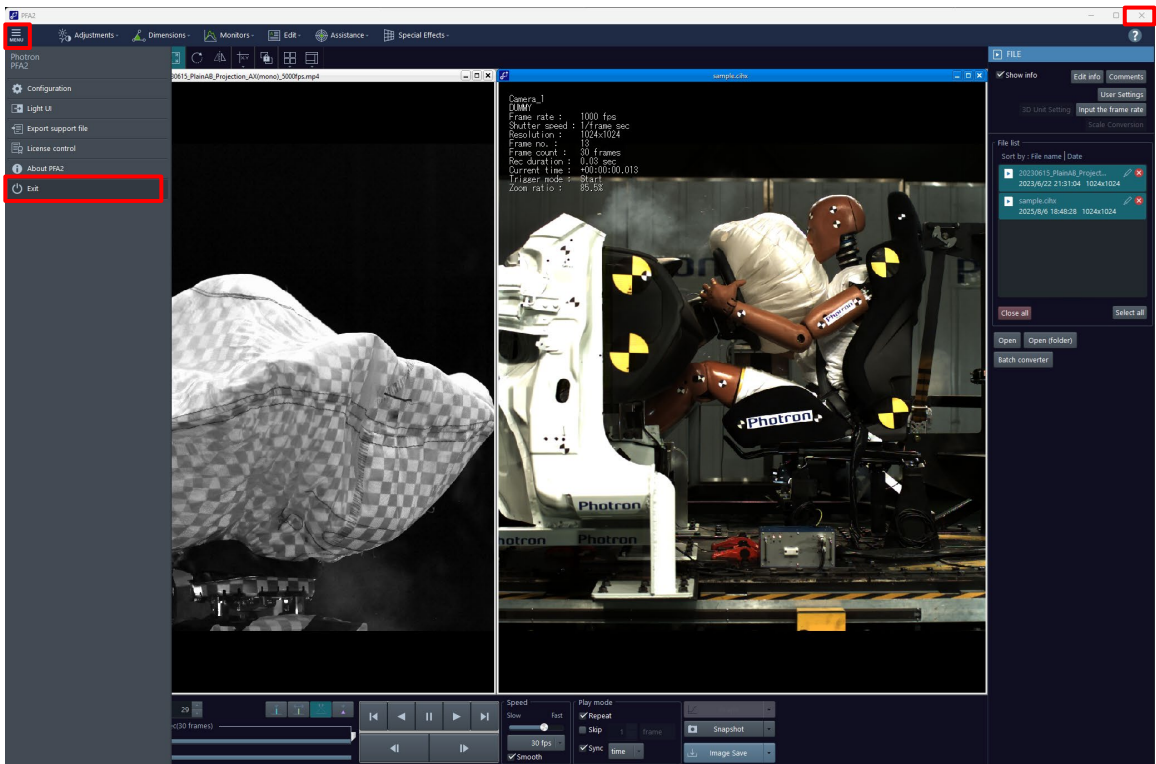 PFA2
MENU
Adjustments
Dimensions
Monitors
Edit
Assistance
Special Effects
?
Photron
PFA2
Configuration
Light UI
Export support file
License control
About PFA2
Exit
0615_PlainAB_Projection_AX(mono)_5000fps.mp4
sample.cihx
Camera_1
DUMMY
Frame rate : 1000 fps
Shutter speed : 1/frame sec
Resolution : 1024x1024
Frame no. : 13
Frame count : 30 frames
Rec duration : 0.03 sec
Current time : +00:00:00.013
Trigger mode : Start
Zoom ratio : 85.5%
Photron
Photron
Photron
otron
Photron
FILE
Show info
Edit info
Comments
User Settings
3D Unit Setting
Input the frame rate
Scale Conversion
File list
Sort by : File name | Date
20230615_PlainAB_Project...
2023/6/22 21:31:04 1024x1024
sample.cihx
2025/8/6 18:48:28 1024x1024
Close all
Select all
Open
Open (folder)
Batch converter
29
(30 frames)
Speed
Slow
Fast
30 fps
Smooth
Play mode
Repeat
Skip
1
frame
Sync
time
Snapshot
Image Save